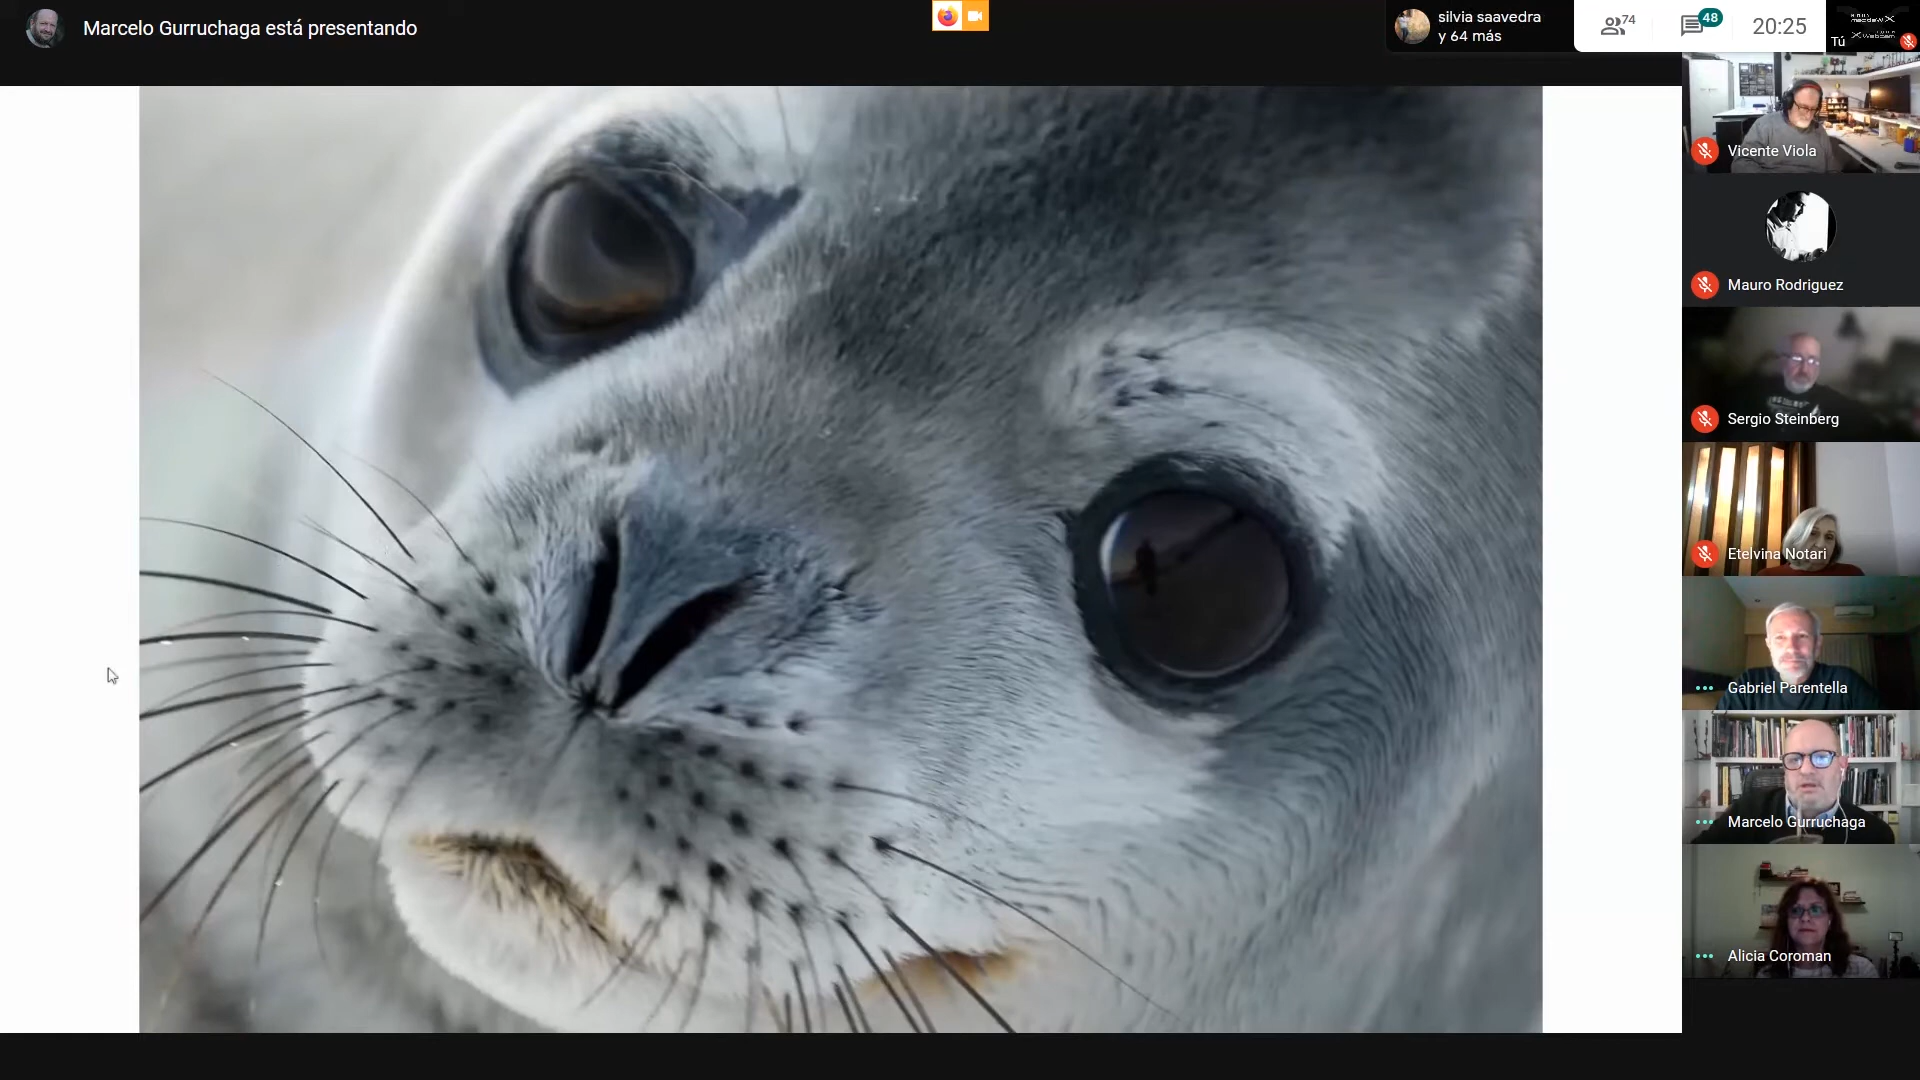 Marcelo Gurruchaga está presentando
silvia saavedra
y 64 más
74
48
20:25
Tú
Vicente Viola
Mauro Rodriguez
Sergio Steinberg
Etelvina Notari
Gabriel Parentella
Marcelo Gurruchaga
Alicia Coroman